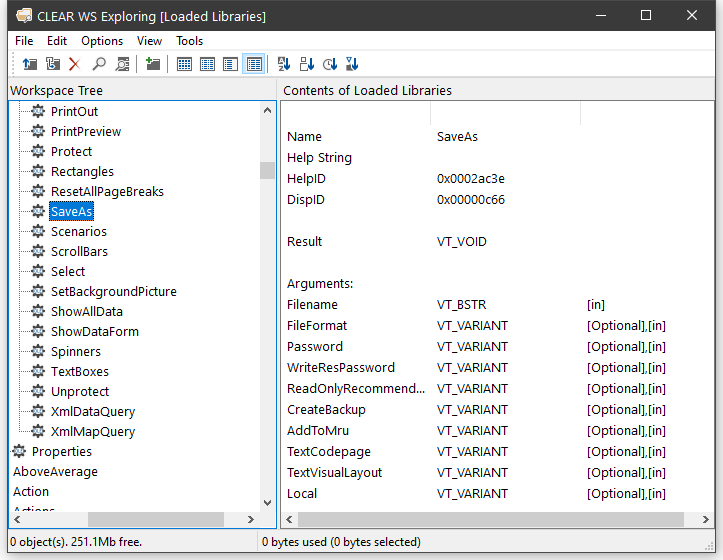 CLEAR WS Exploring [Loaded Libraries]
File Edit Options View Tools
Workspace Tree
PrintOut
PrintPreview
Protect
Rectangles
ResetAllPageBreaks
SaveAs
Scenarios
ScrollBars
Select
SetBackgroundPicture
ShowAllData
ShowDataForm
Spinners
TextBoxes
Unprotect
XmlDataQuery
XmlMapQuery
Properties
AboveAverage
Action
Contents of Loaded Libraries
Name SaveAs
Help String
HelpID 0x0002ac3e
DispID 0x00000c66
Result VT_VOID
Arguments:
Filename VT_BSTR [in]
FileFormat VT_VARIANT [Optional],[in]
Password VT_VARIANT [Optional],[in]
WriteResPassword VT_VARIANT [Optional],[in]
ReadOnlyRecommend... VT_VARIANT [Optional],[in]
CreateBackup VT_VARIANT [Optional],[in]
AddToMru VT_VARIANT [Optional],[in]
TextCodepage VT_VARIANT [Optional],[in]
TextVisualLayout VT_VARIANT [Optional],[in]
Local VT_VARIANT [Optional],[in]
0 object(s). 251.1Mb free. 0 bytes used (0 bytes selected)